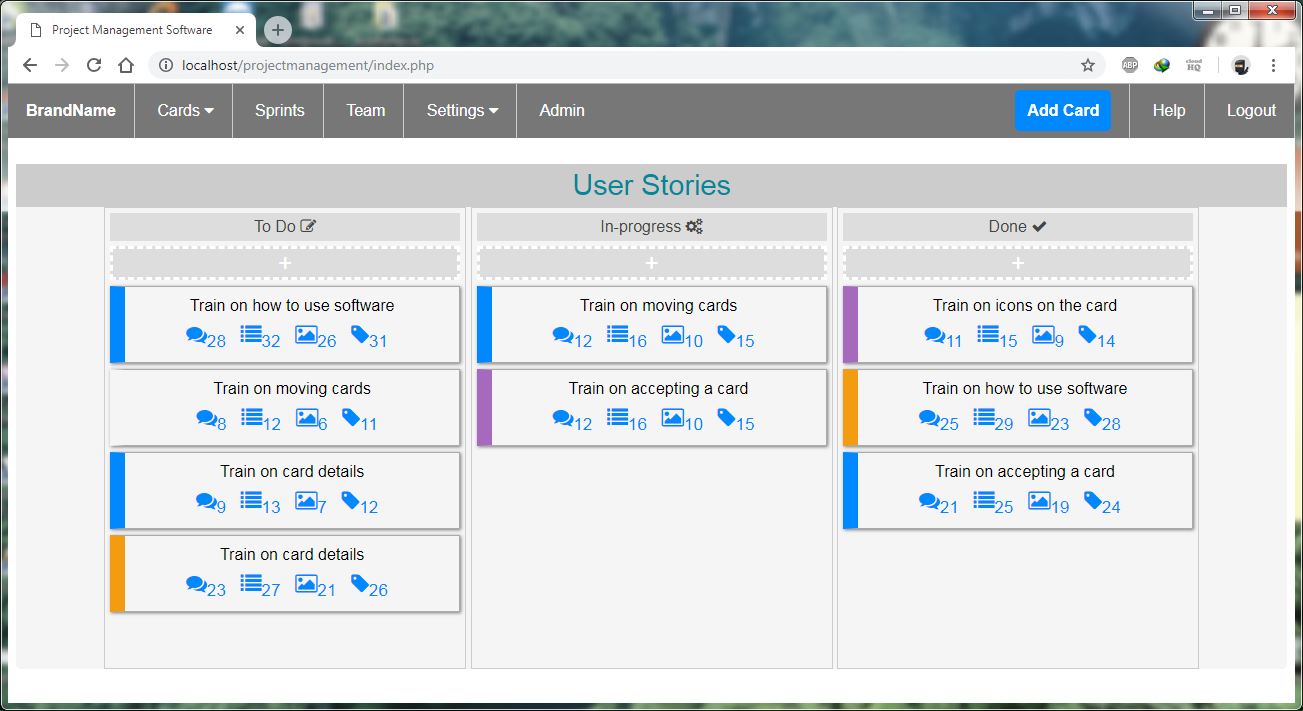 Project Management Software
localhost/projectmanagement/index.php
ABP
cloud
HQ
BrandName Cards Sprints Team Settings Admin Add Card Help Logout
User Stories
To Do
+
Train on how to use software
28 32 26 31
Train on moving cards
8 12 6 11
Train on card details
9 13 7 12
Train on card details
23 27 21 26
In-progress
+
Train on moving cards
12 16 10 15
Train on accepting a card
12 16 10 15
Done
+
Train on icons on the card
11 15 9 14
Train on how to use software
25 29 23 28
Train on accepting a card
21 25 19 24